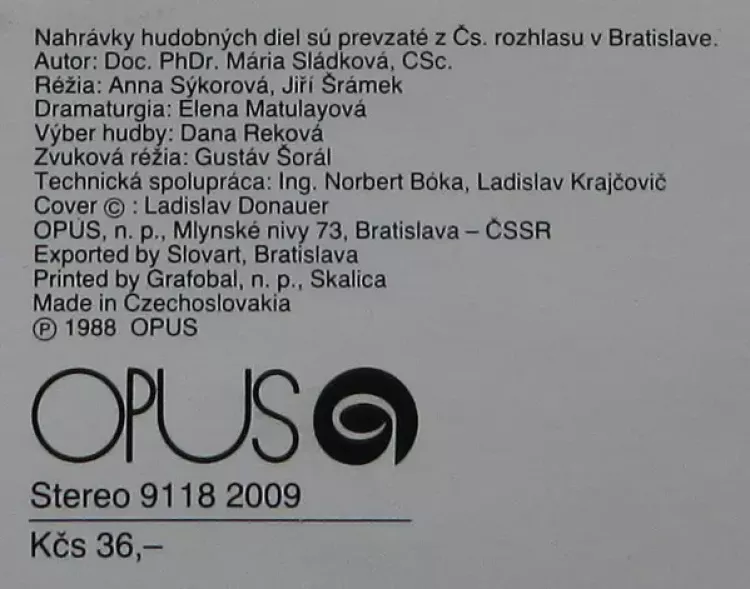 Nahrávky hudobných diel sú prevzaté z Čs. rozhlasu v Bratislave.
Autor: Doc. PhDr. Mária Sládková, CSc.
Réžia: Anna Sýkorová, Jiří Šrámek
Dramaturgia: Elena Matulayová
Výber hudby: Dana Reková
Zvuková réžia: Gustáv Šorál
Technická spolupráca: Ing. Norbert Bóka, Ladislav Krajčovič
Cover © : Ladislav Donauer
OPUS, n. p., Mlynské nivy 73, Bratislava – ČSSR
Exported by Slovart, Bratislava
Printed by Grafobal, n. p., Skalica
Made in Czechoslovakia
℗ 1988 OPUS
OPUS
Stereo 9118 2009
Kčs 36,–